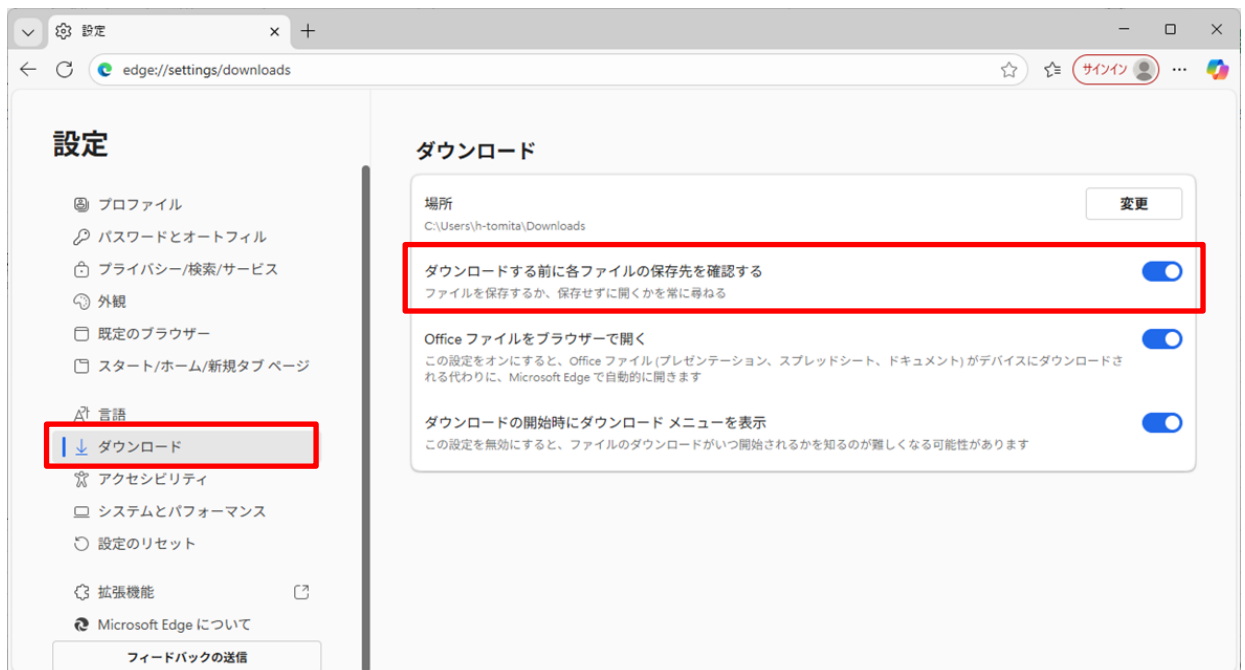 設定
edge://settings/downloads
サインイン
設定
プロファイル
パスワードとオートフィル
プライバシー/検索/サービス
外観
既定のブラウザー
スタート/ホーム/新規タブ ページ
言語
ダウンロード
アクセシビリティ
システムとパフォーマンス
設定のリセット
拡張機能
Microsoft Edge について
フィードバックの送信
ダウンロード
場所
C:\Users\h-tomita\Downloads
変更
ダウンロードする前に各ファイルの保存先を確認する
ファイルを保存するか、保存せずに開くかを常に尋ねる
Office ファイルをブラウザーで開く
この設定をオンにすると、Office ファイル (プレゼンテーション、スプレッドシート、ドキュメント) がデバイスにダウンロードさ
れる代わりに、Microsoft Edge で自動的に開きます
ダウンロードの開始時にダウンロード メニューを表示
この設定を無効にすると、ファイルのダウンロードがいつ開始されるかを知るのが難しくなる可能性があります